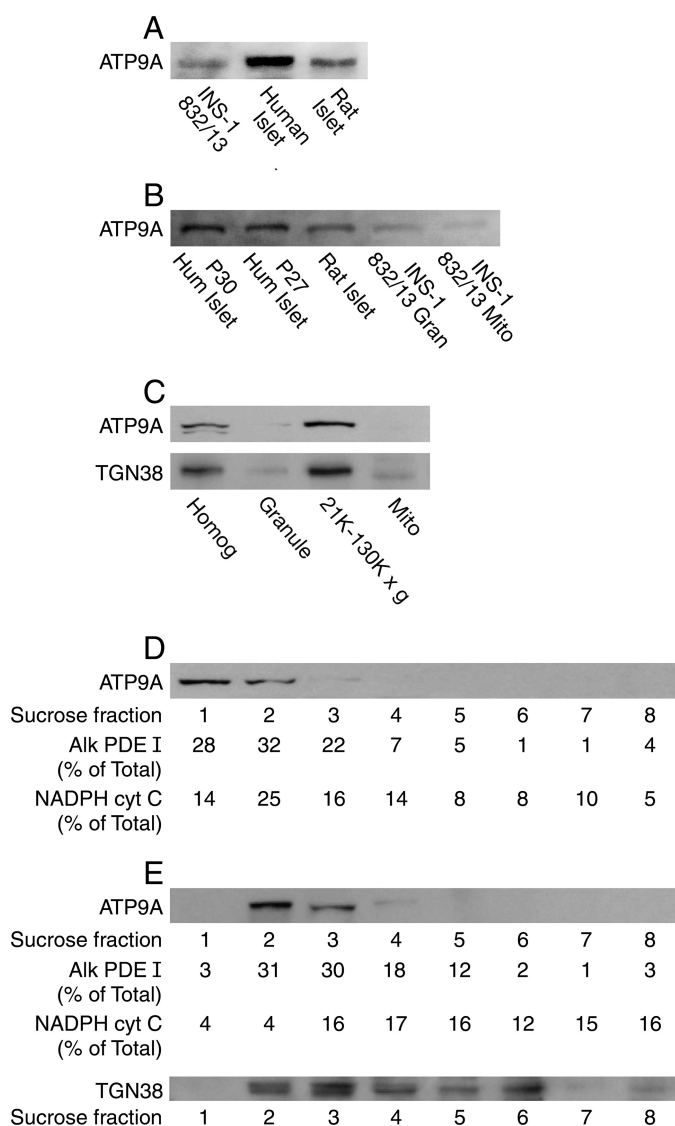 A
ATP9A
INS-1 832/13
Human Islet
Rat Islet
B
ATP9A
P30 Hum Islet
P27 Hum Islet
Rat Islet
INS-1 832/13 Gran
INS-1 832/13 Mito
C
ATP9A
TGN38
Homog
Granule
21K-130K x g
Mito
D
ATP9A
Sucrose fraction 1 2 3 4 5 6 7 8
Alk PDE I 28 32 22 7 5 1 1 4
(% of Total)
NADPH cyt C 14 25 16 14 8 8 10 5
(% of Total)
E
ATP9A
Sucrose fraction 1 2 3 4 5 6 7 8
Alk PDE I 3 31 30 18 12 2 1 3
(% of Total)
NADPH cyt C 4 4 16 17 16 12 15 16
(% of Total)
TGN38
Sucrose fraction 1 2 3 4 5 6 7 8